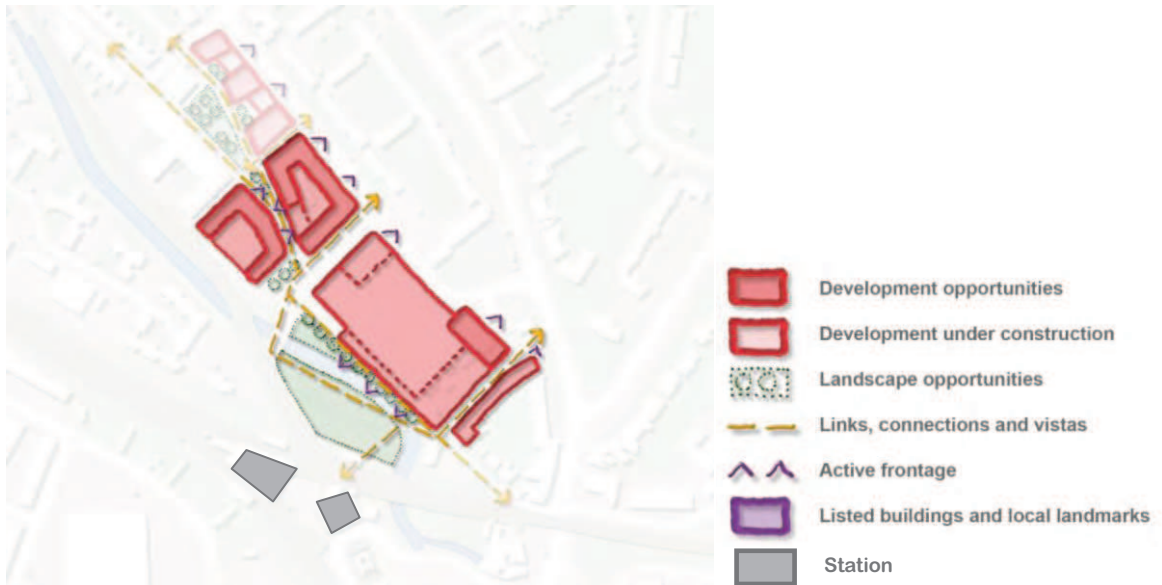 Development opportunities
Development under construction
Landscape opportunities
Links, connections and vistas
Active frontage
Listed buildings and local landmarks
Station